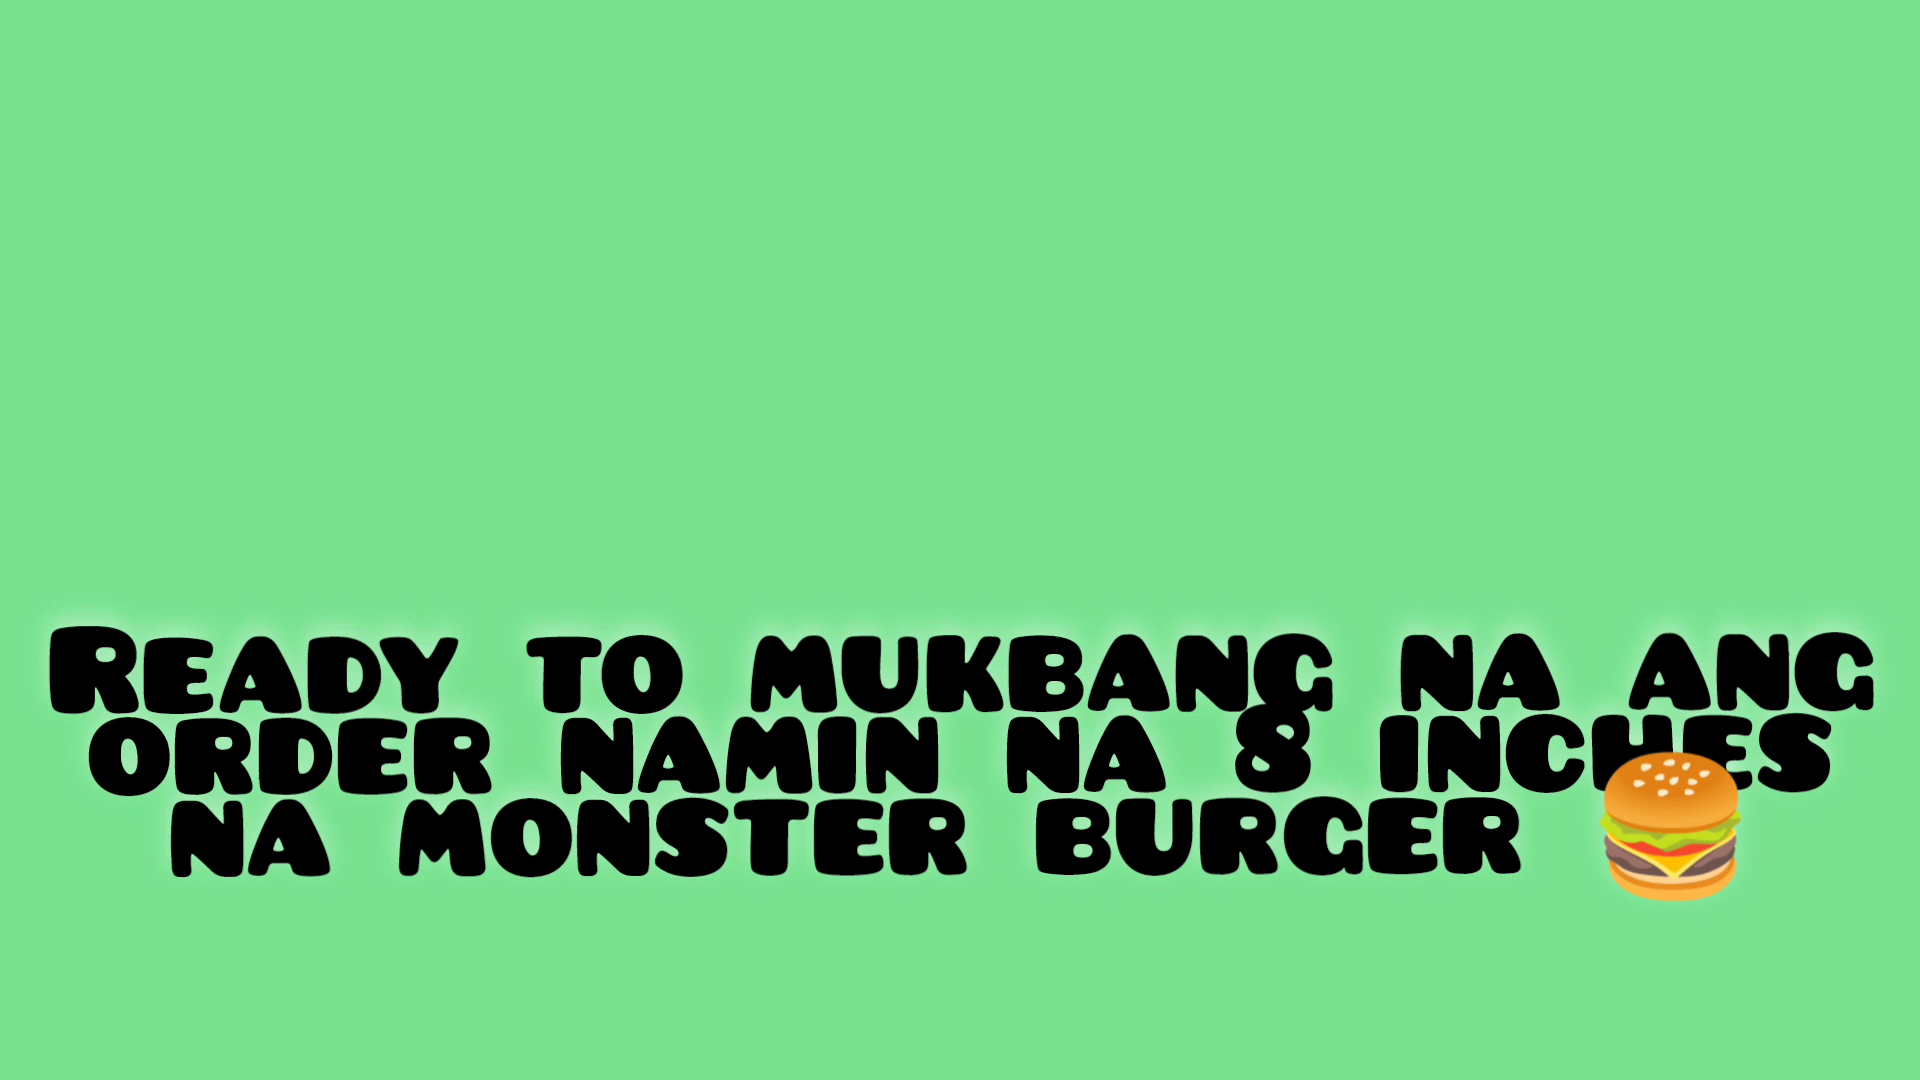 Ready to mukbang na ang
order namin na 8 inches
na monster burger 🍔